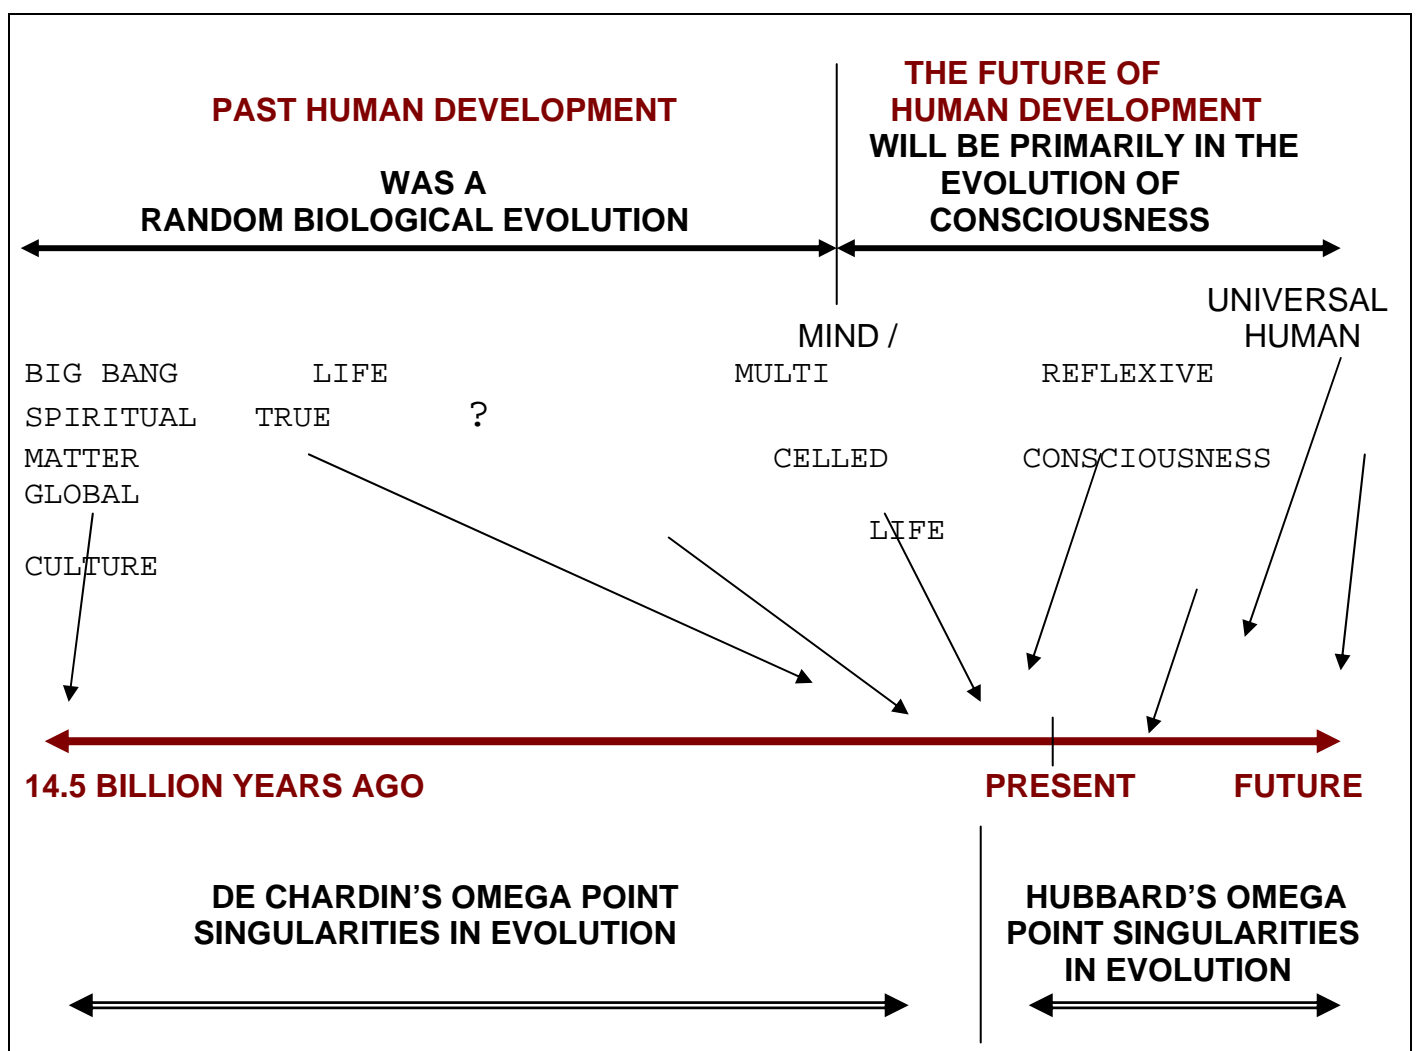 PAST HUMAN DEVELOPMENT
WAS A
RANDOM BIOLOGICAL EVOLUTION
THE FUTURE OF
HUMAN DEVELOPMENT
WILL BE PRIMARILY IN THE
EVOLUTION OF
CONSCIOUSNESS
UNIVERSAL
MIND / HUMAN
BIG BANG LIFE MULTI REFLEXIVE
SPIRITUAL TRUE ?
MATTER CELLED CONSCIOUSNESS
GLOBAL
LIFE
CULTURE
14.5 BILLION YEARS AGO PRESENT FUTURE
DE CHARDIN'S OMEGA POINT
SINGULARITIES IN EVOLUTION
HUBBARD'S OMEGA
POINT SINGULARITIES
IN EVOLUTION